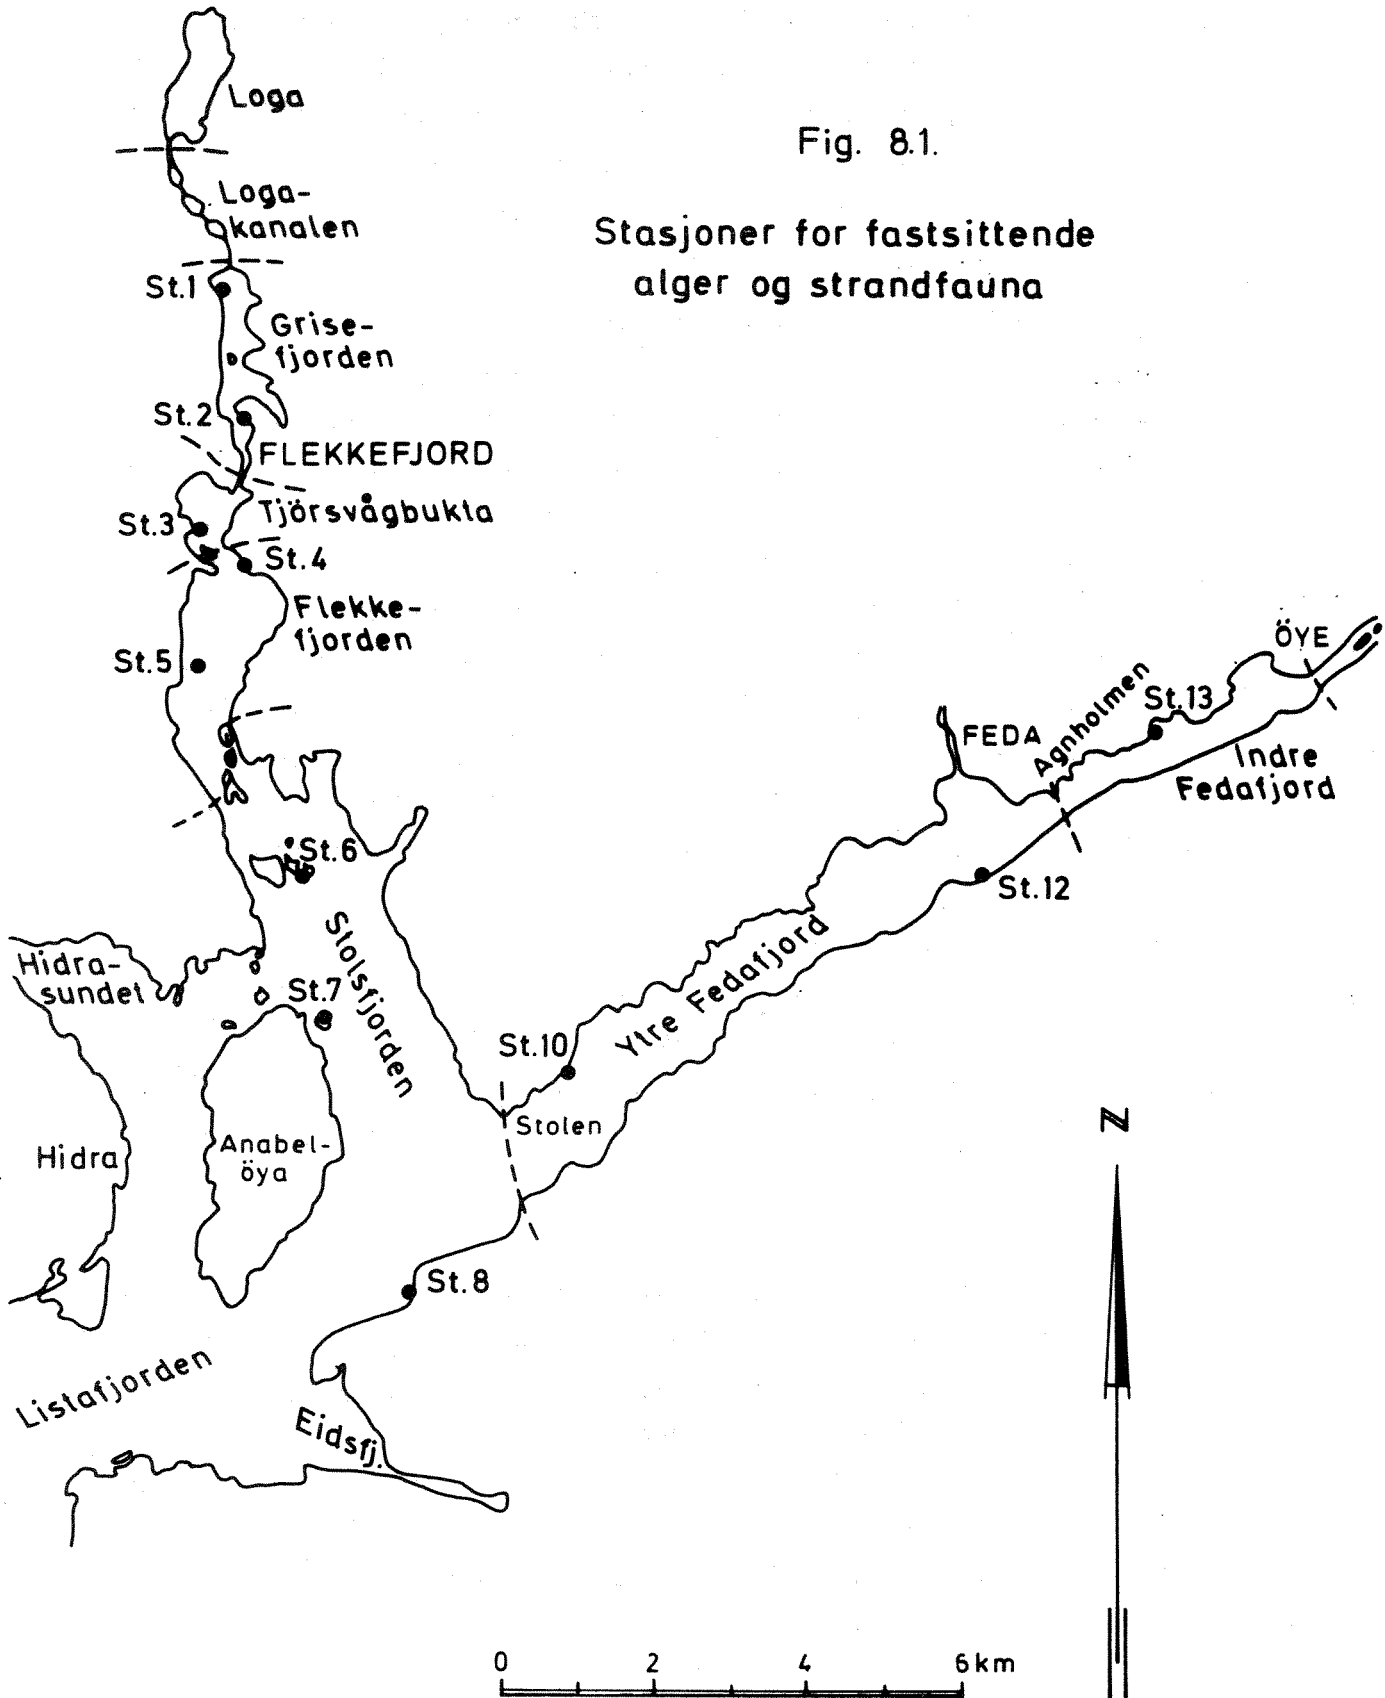 Loga
Fig. 8.1.
Loga-
kanalen
Stasjoner for fastsittende
alger og strandfauna
St.1
Grise-
fjorden
St.2
FLEKKEFJORD
Tjörsvågbukta
St.3
St.4
Flekke-
fjorden
St.5
ÖYE
Agnholmen
St.13
FEDA
Indre
Fedafjord
St.6
St.12
Stolsfjorden
Hidra-
sundet
St.7
Ytre Fedafjord
St.10
Stolen
N
Hidra
Anabel-
öya
St.8
Listafjorden
Eidsfj.
0 2 4 6 km